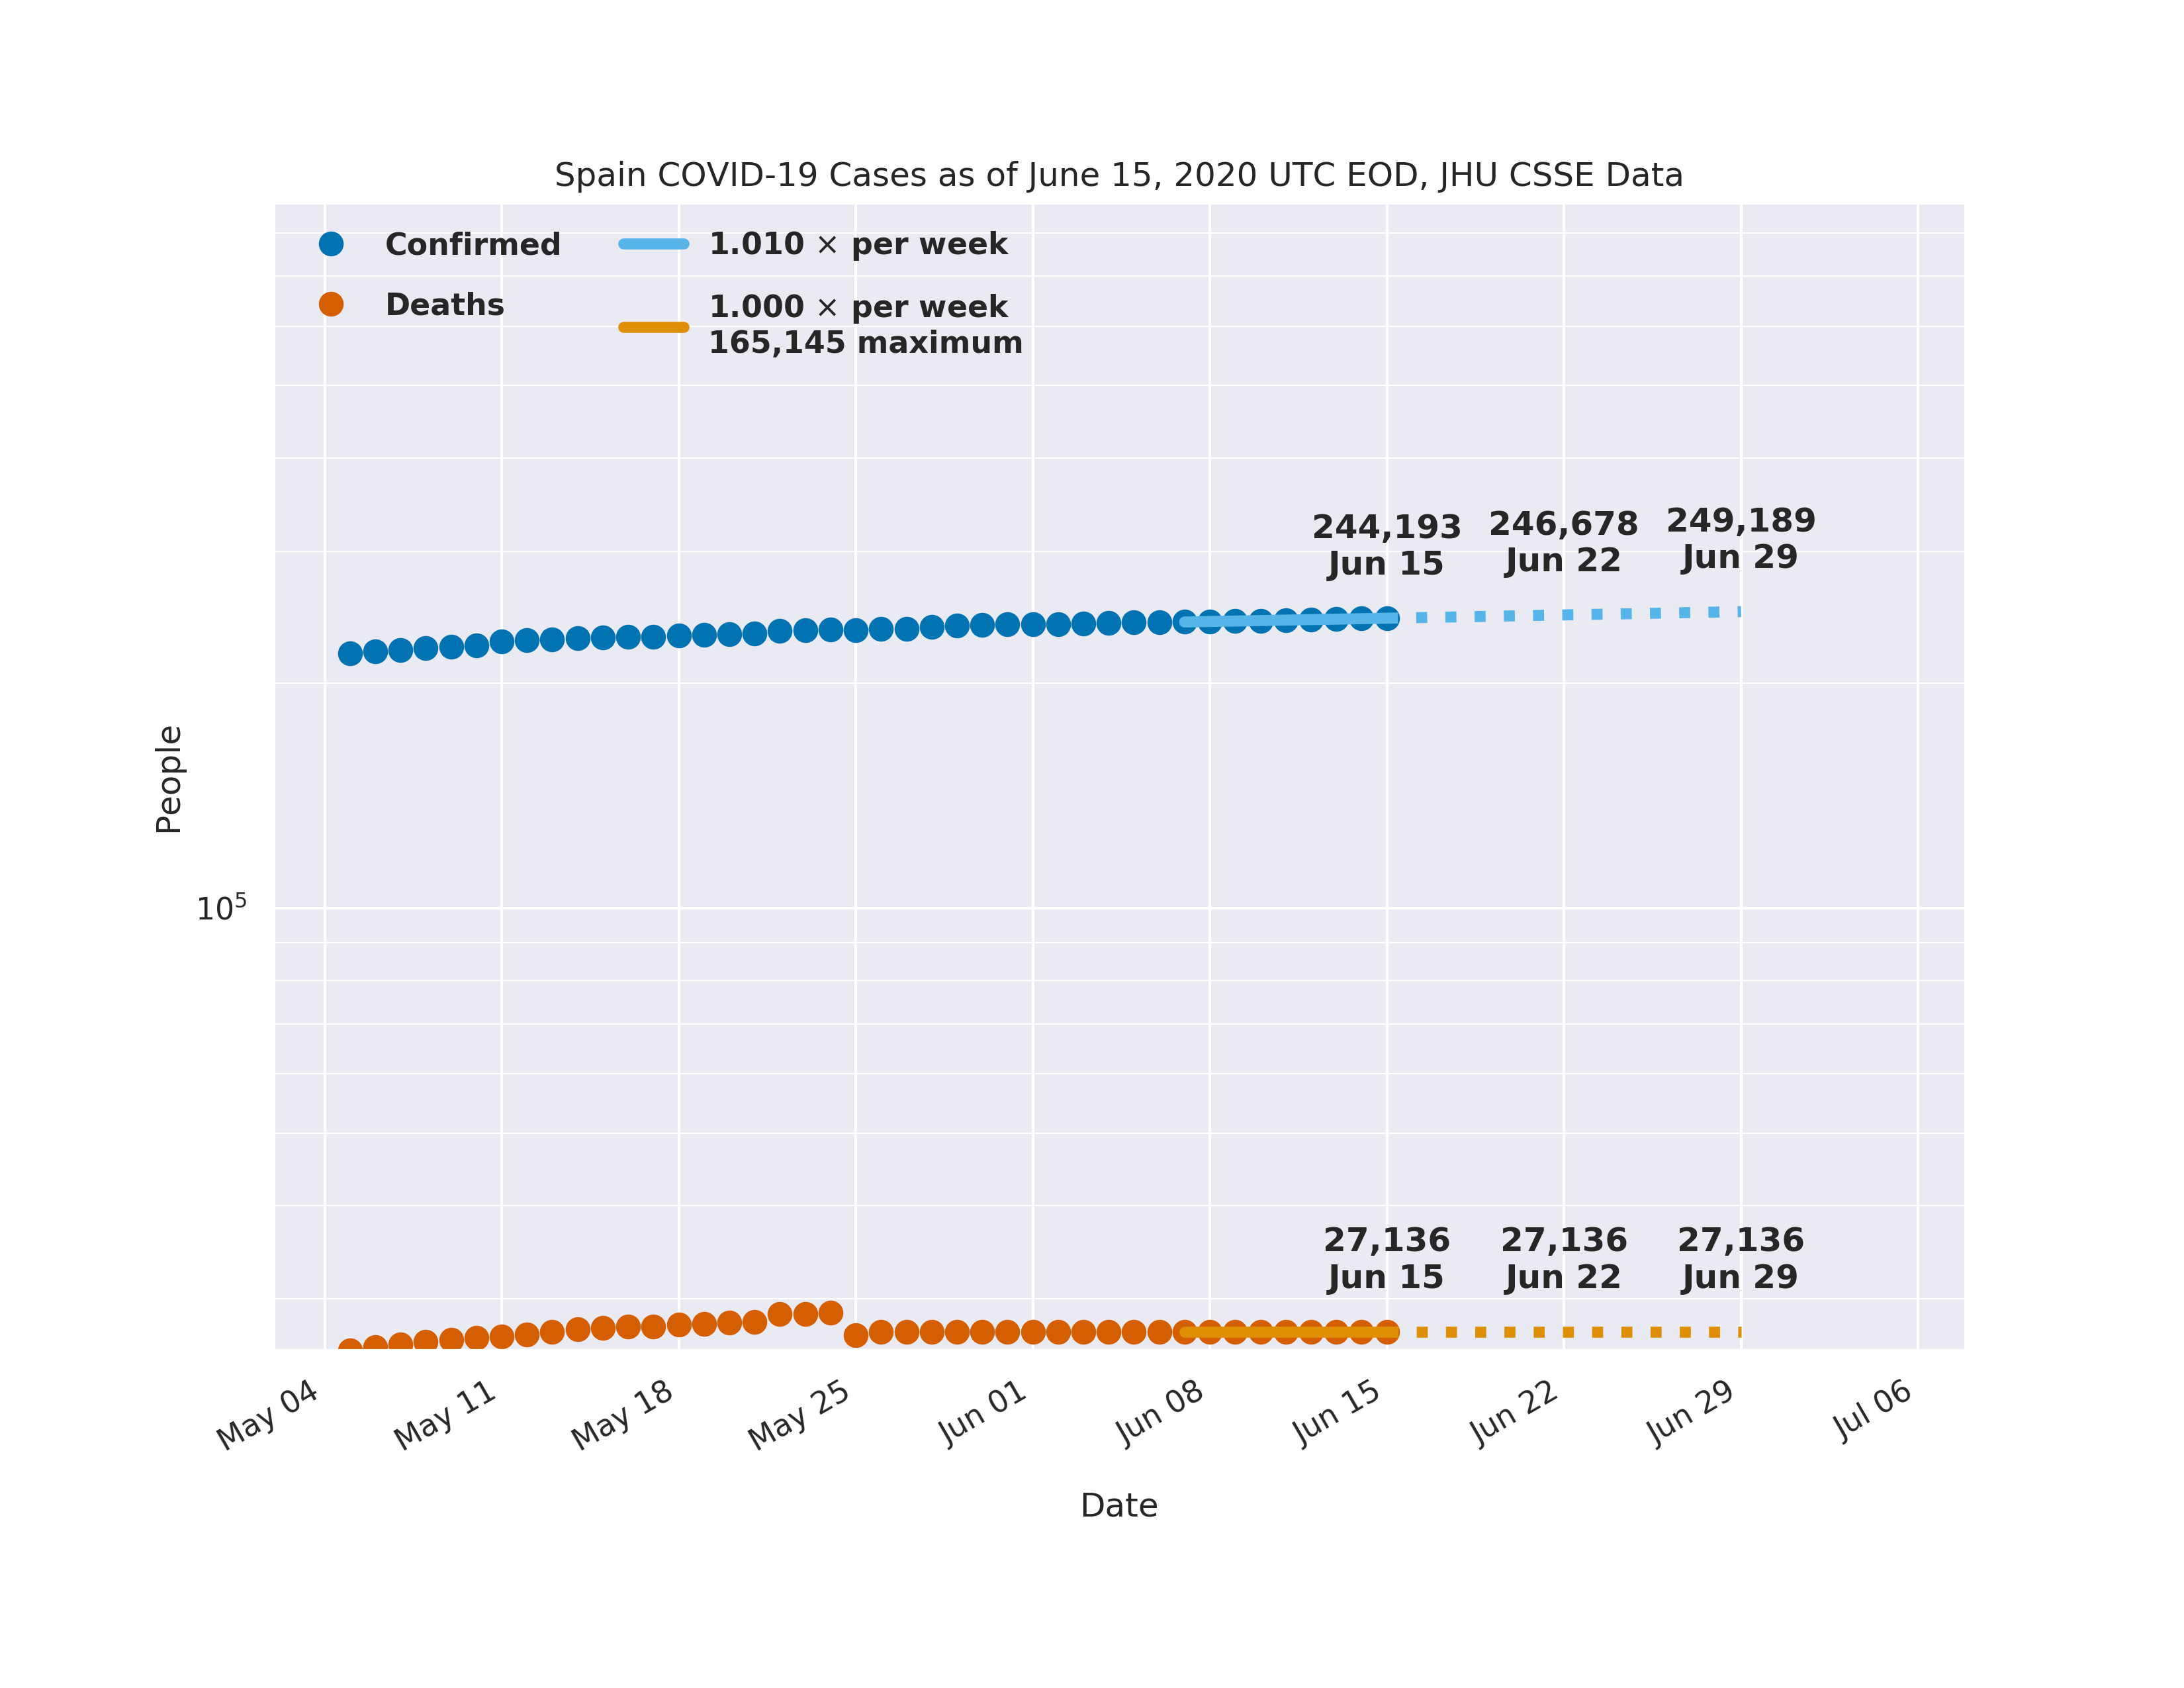 Spain COVID-19 Cases as of June 15, 2020 UTC EOD, JHU CSSE Data
Confirmed
Deaths
1.010 × per week
1.000 × per week
165,145 maximum
244,193
Jun 15
246,678
Jun 22
249,189
Jun 29
People
10⁵
27,136
Jun 15
27,136
Jun 22
27,136
Jun 29
May 04
May 11
May 18
May 25
Jun 01
Jun 08
Jun 15
Jun 22
Jun 29
Jul 06
Date